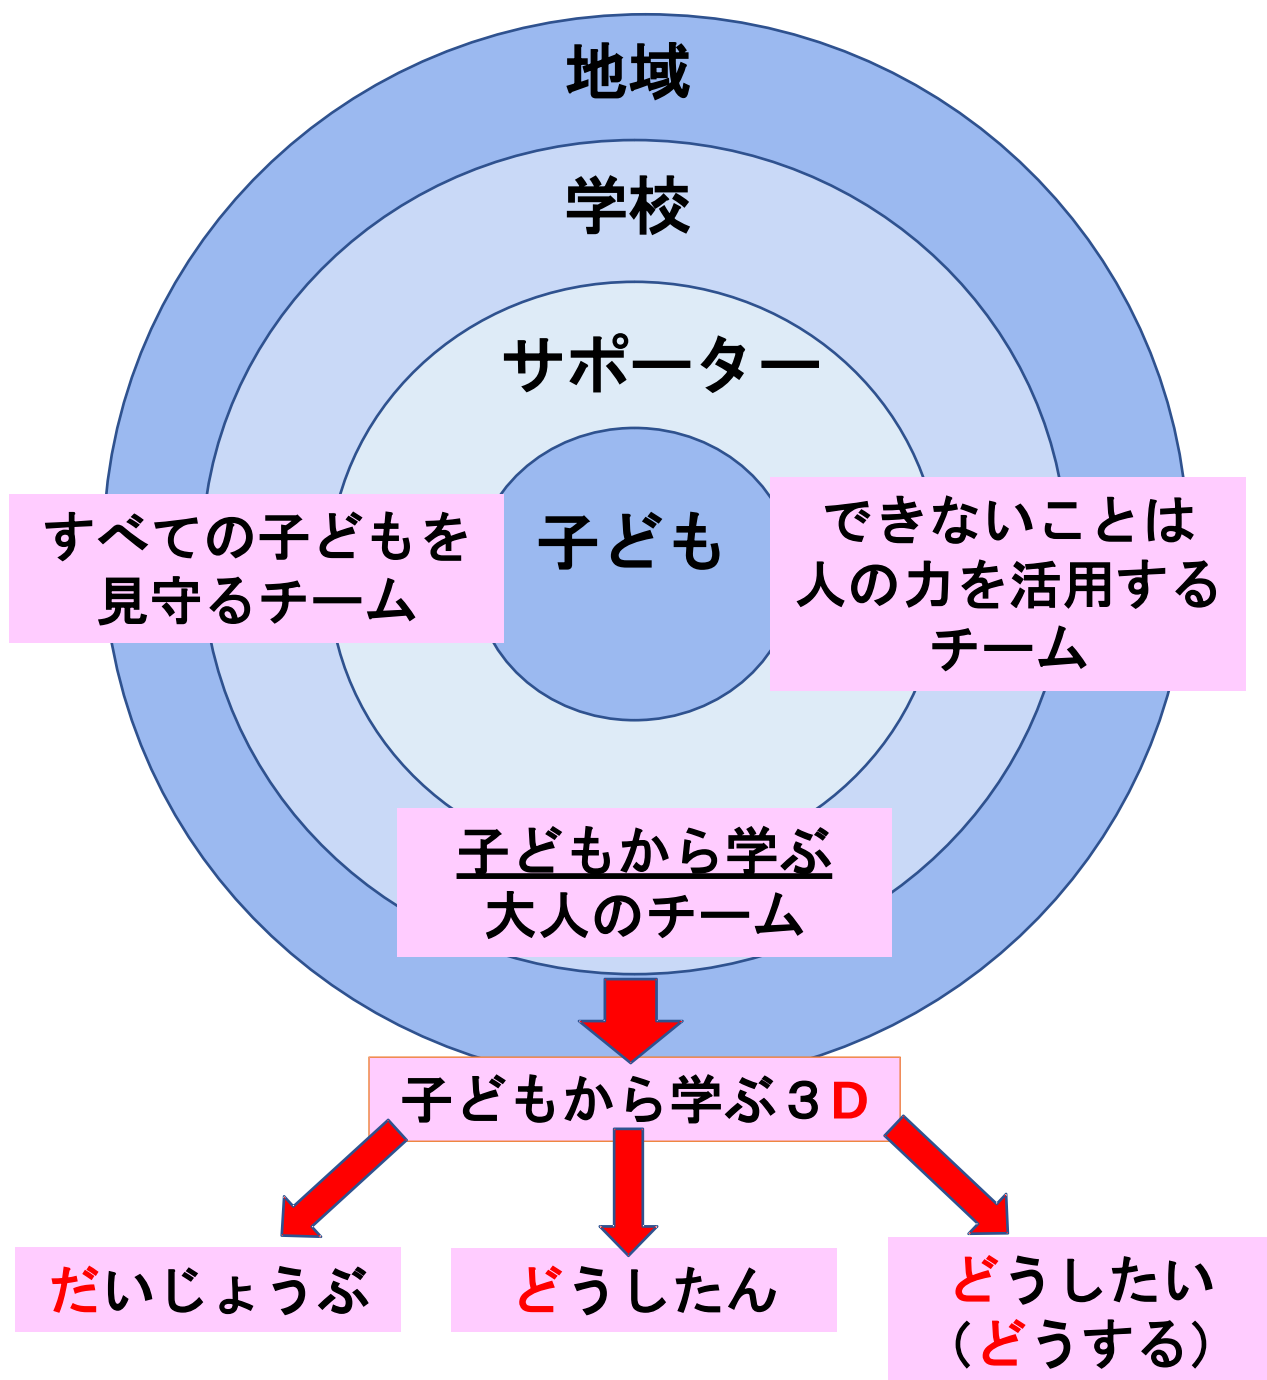 地域
学校
サポーター
子ども
すべての子どもを
見守るチーム
できないことは
人の力を活用する
チーム
子どもから学ぶ
大人のチーム
子どもから学ぶ３D
だいじょうぶ
どうしたん
どうしたい
（どうする）